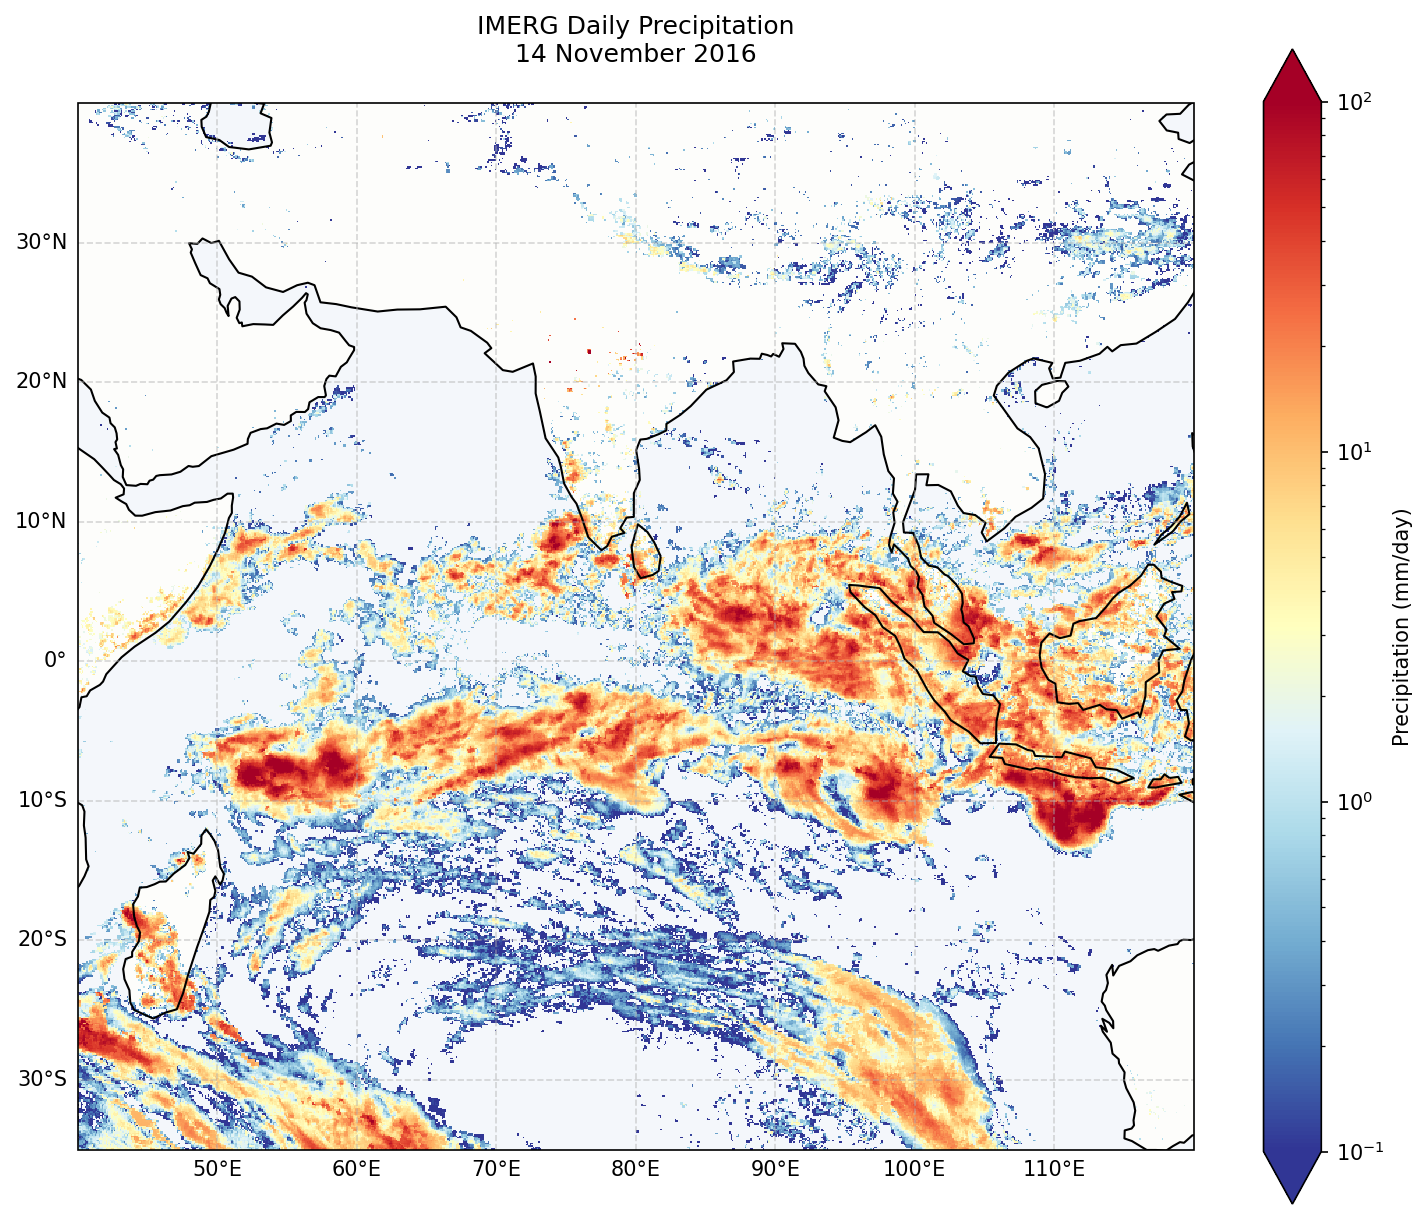 IMERG Daily Precipitation
14 November 2016
30°N
20°N
10°N
0°
10°S
20°S
30°S
50°E 60°E 70°E 80°E 90°E 100°E 110°E
10²
10¹
10⁰
10⁻¹
Precipitation (mm/day)